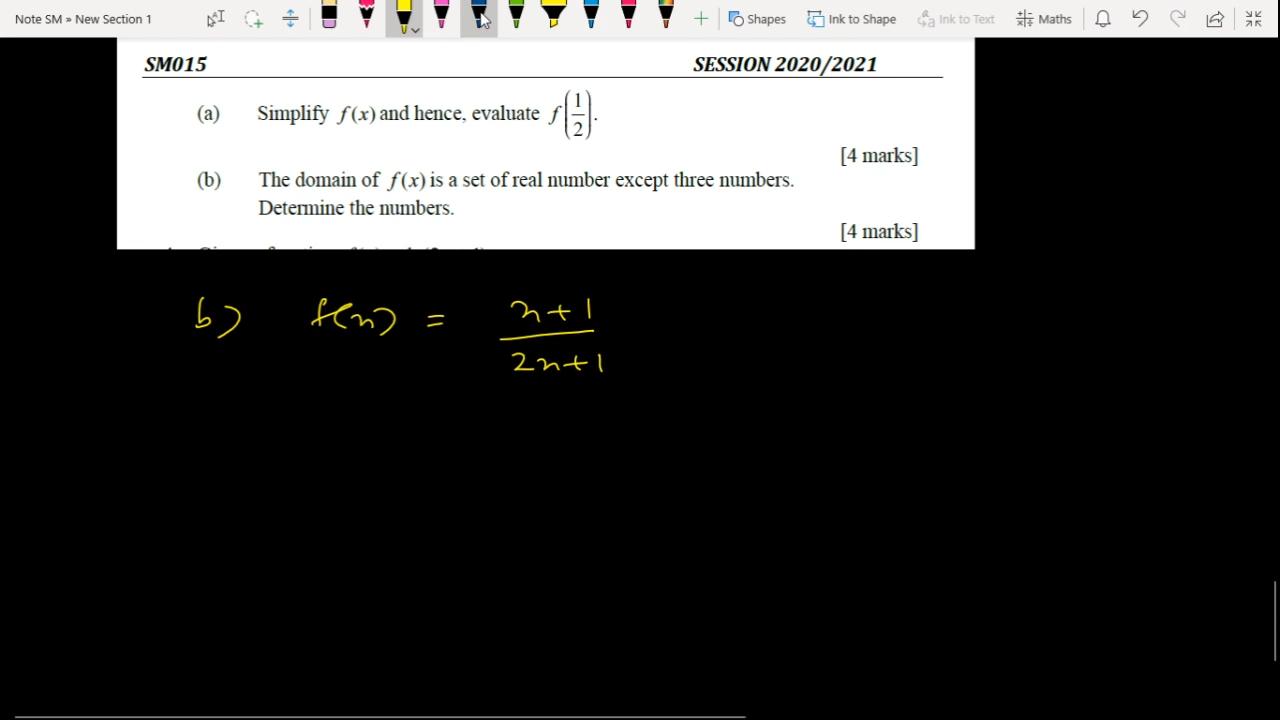 Note SM » New Section 1
Shapes Ink to Shape Ink to Text Maths
SM015 SESSION 2020/2021
(a) Simplify f(x) and hence, evaluate f(1/2).
[4 marks]
(b) The domain of f(x) is a set of real number except three numbers.
Determine the numbers.
[4 marks]
b) f(x) = x+1
2x+1